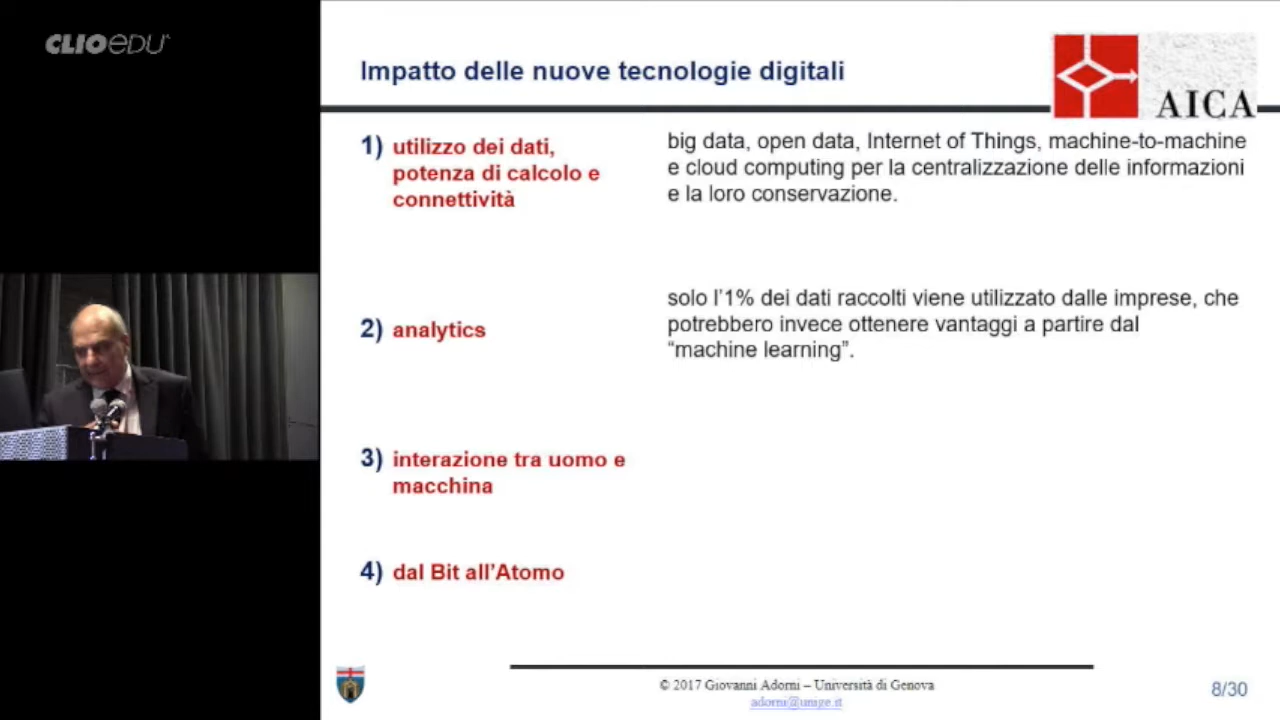 CLIOEDU
Impatto delle nuove tecnologie digitali
AICA
1) utilizzo dei dati,
potenza di calcolo e
connettività
big data, open data, Internet of Things, machine-to-machine
e cloud computing per la centralizzazione delle informazioni
e la loro conservazione.
2) analytics
solo l’1% dei dati raccolti viene utilizzato dalle imprese, che
potrebbero invece ottenere vantaggi a partire dal
“machine learning”.
3) interazione tra uomo e
macchina
4) dal Bit all’Atomo
© 2017 Giovanni Adorni – Università di Genova
adorni@unige.it
8/30